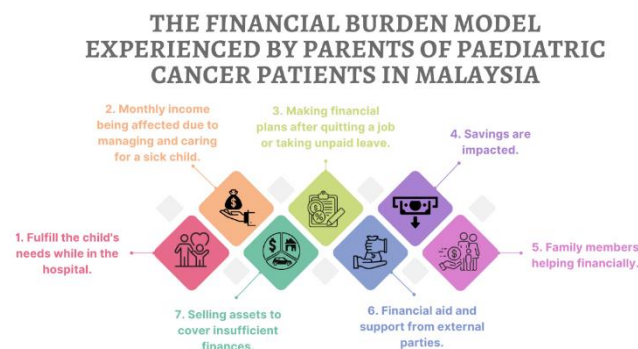 THE FINANCIAL BURDEN MODEL
EXPERIENCED BY PARENTS OF PAEDIATRIC
CANCER PATIENTS IN MALAYSIA
1. Fulfill the child's
needs while in the
hospital.
2. Monthly income
being affected due to
managing and caring
for a sick child.
3. Making financial
plans after quitting a job
or taking unpaid leave.
4. Savings are
impacted.
5. Family members
helping financially.
6. Financial aid and
support from external
parties.
7. Selling assets to
cover insufficient
finances.